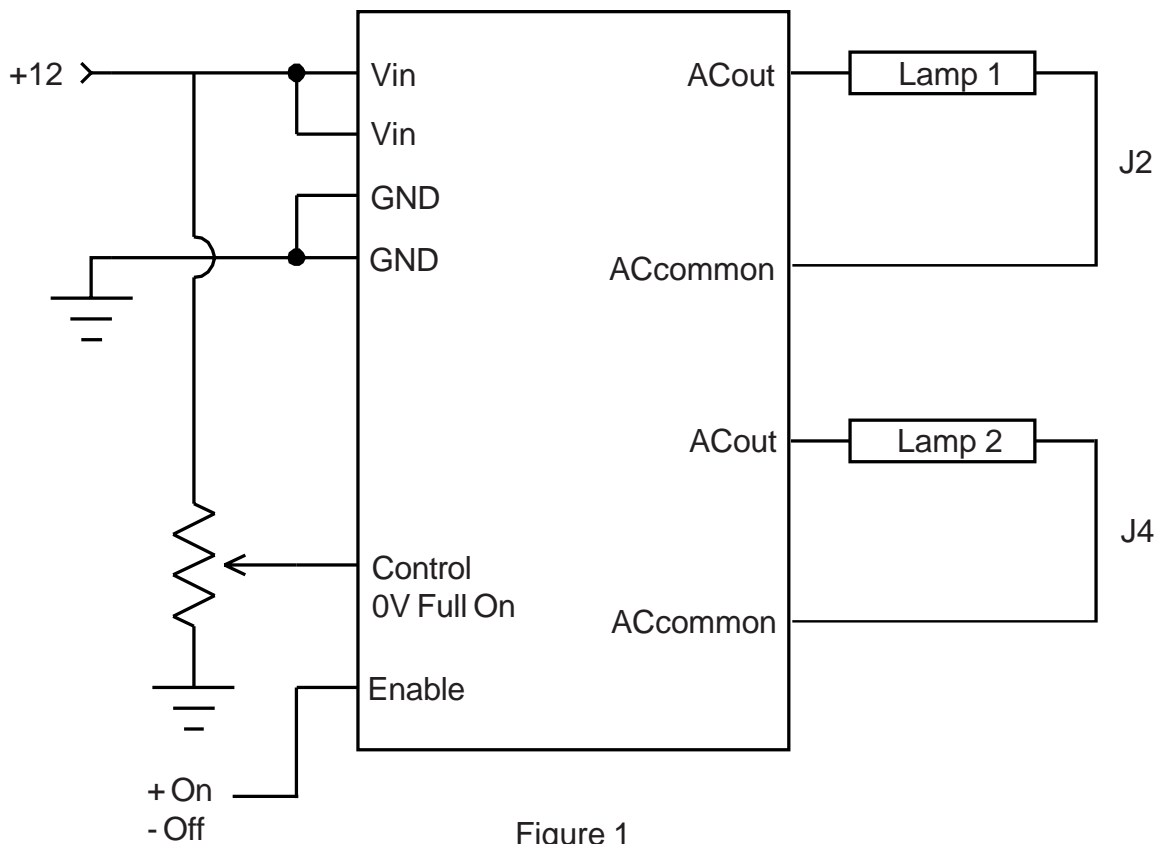 +12
Vin
Vin
GND
GND
Control
0V Full On
Enable
+ On
- Off
ACout
Lamp 1
J2
ACcommon
ACout
Lamp 2
J4
ACcommon
Figure 1